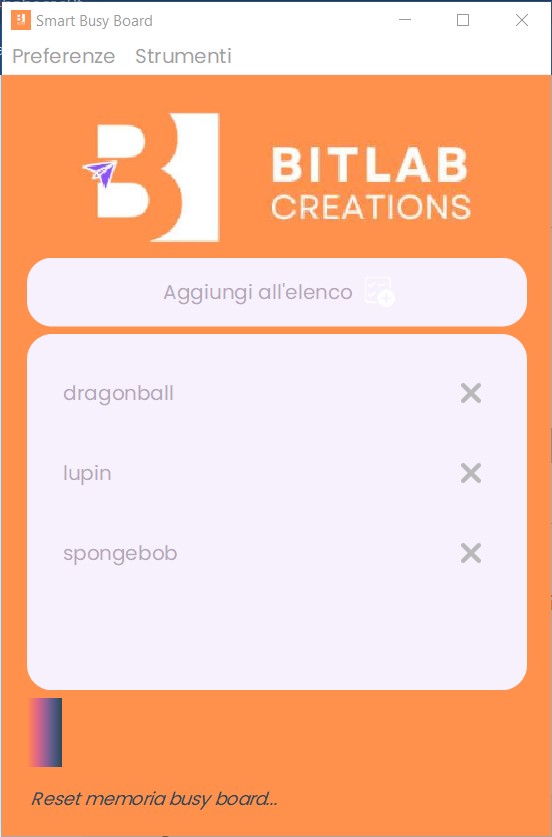 Smart Busy Board
Preferenze Strumenti
BITLAB
CREATIONS
Aggiungi all'elenco
dragonball
lupin
spongebob
Reset memoria busy board...